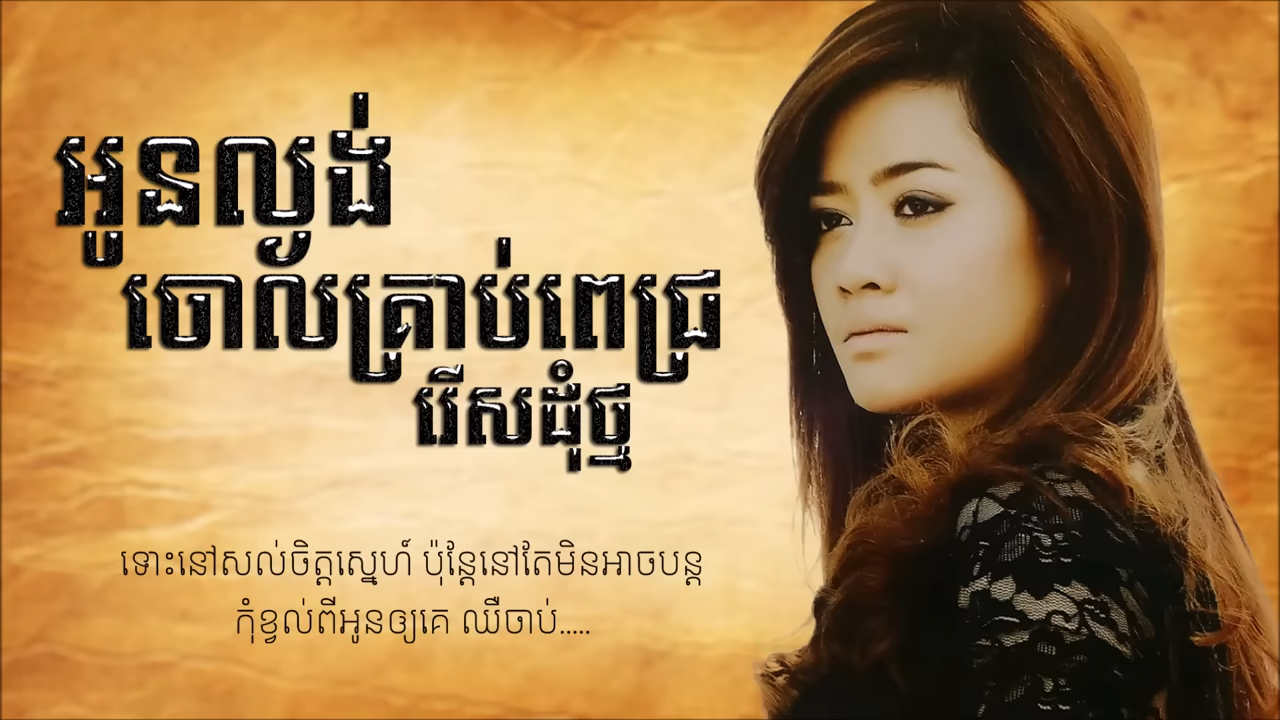 អូនល្ងង់
ចោលគ្រាប់ពេជ្រ
រើសដុំថ្ម
ទោះនៅសល់ចិត្តស្នេហ៍ ប៉ុន្តែនៅតែមិនអាចបន្ត
កុំខ្វល់ពីអូនឲ្យគេ ឈឺចាប់.....